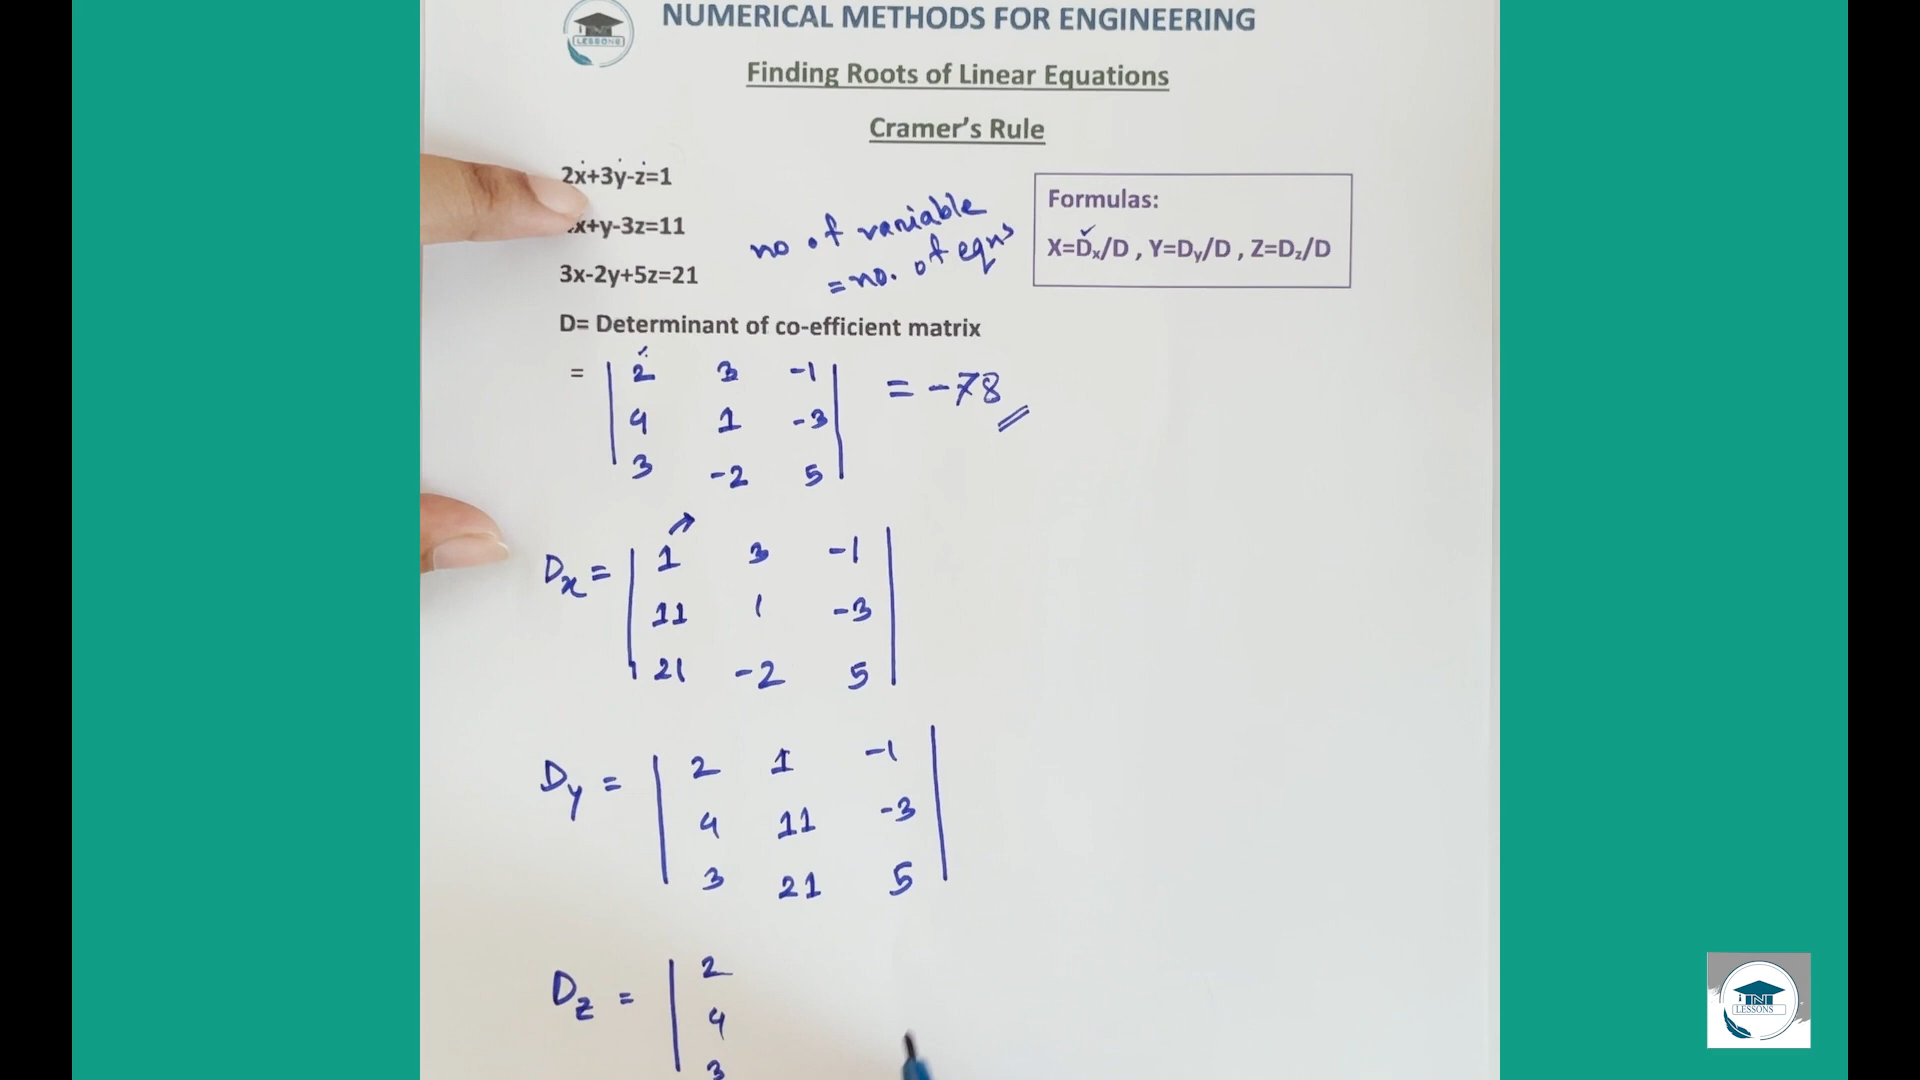 NUMERICAL METHODS FOR ENGINEERING
LESSONS
Finding Roots of Linear Equations
Cramer's Rule
2x+3y-z=1
x+y-3z=11
3x-2y+5z=21
no of variable
= no. of eqns
Formulas:
X=Dx/D , Y=Dy/D , Z=Dz/D
D= Determinant of co-efficient matrix
= | 2 3 -1 | = -78
4 1 -3
3 -2 5
Dx = | 1 3 -1 |
11 1 -3
21 -2 5
Dy = | 2 1 -1 |
4 11 -3
3 21 5
Dz = | 2
4
3
LESSONS